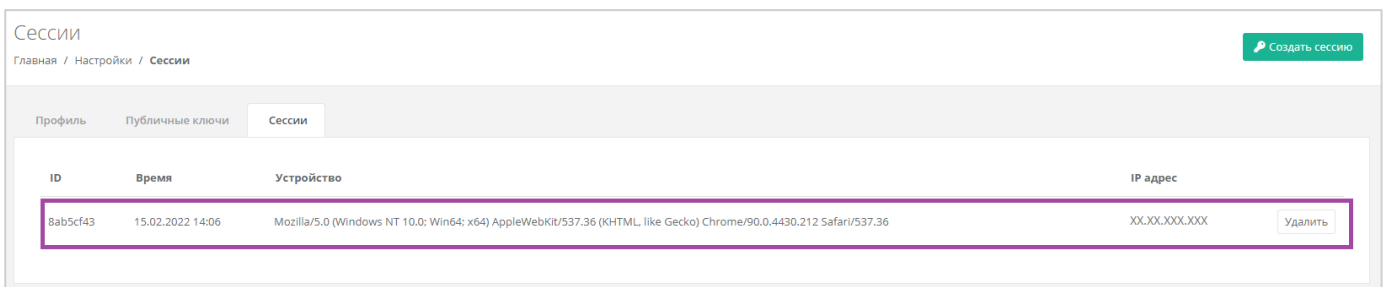 Сессии
Создать сессию
Главная / Настройки / Сессии
Профиль Публичные ключи Сессии
ID Время Устройство IP адрес
8ab5cf43 15.02.2022 14:06 Mozilla/5.0 (Windows NT 10.0; Win64; x64) AppleWebKit/537.36 (KHTML, like Gecko) Chrome/90.0.4430.212 Safari/537.36 XX.XX.XXX.XXX Удалить